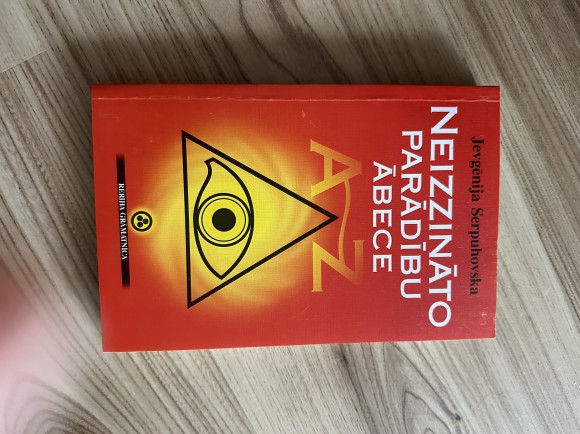 Jevgēnija Serpuhovska
NEIZZINĀTO
PARĀDĪBU
ĀBECE
A–Z
RĒRIHA GRĀMATNĪCA